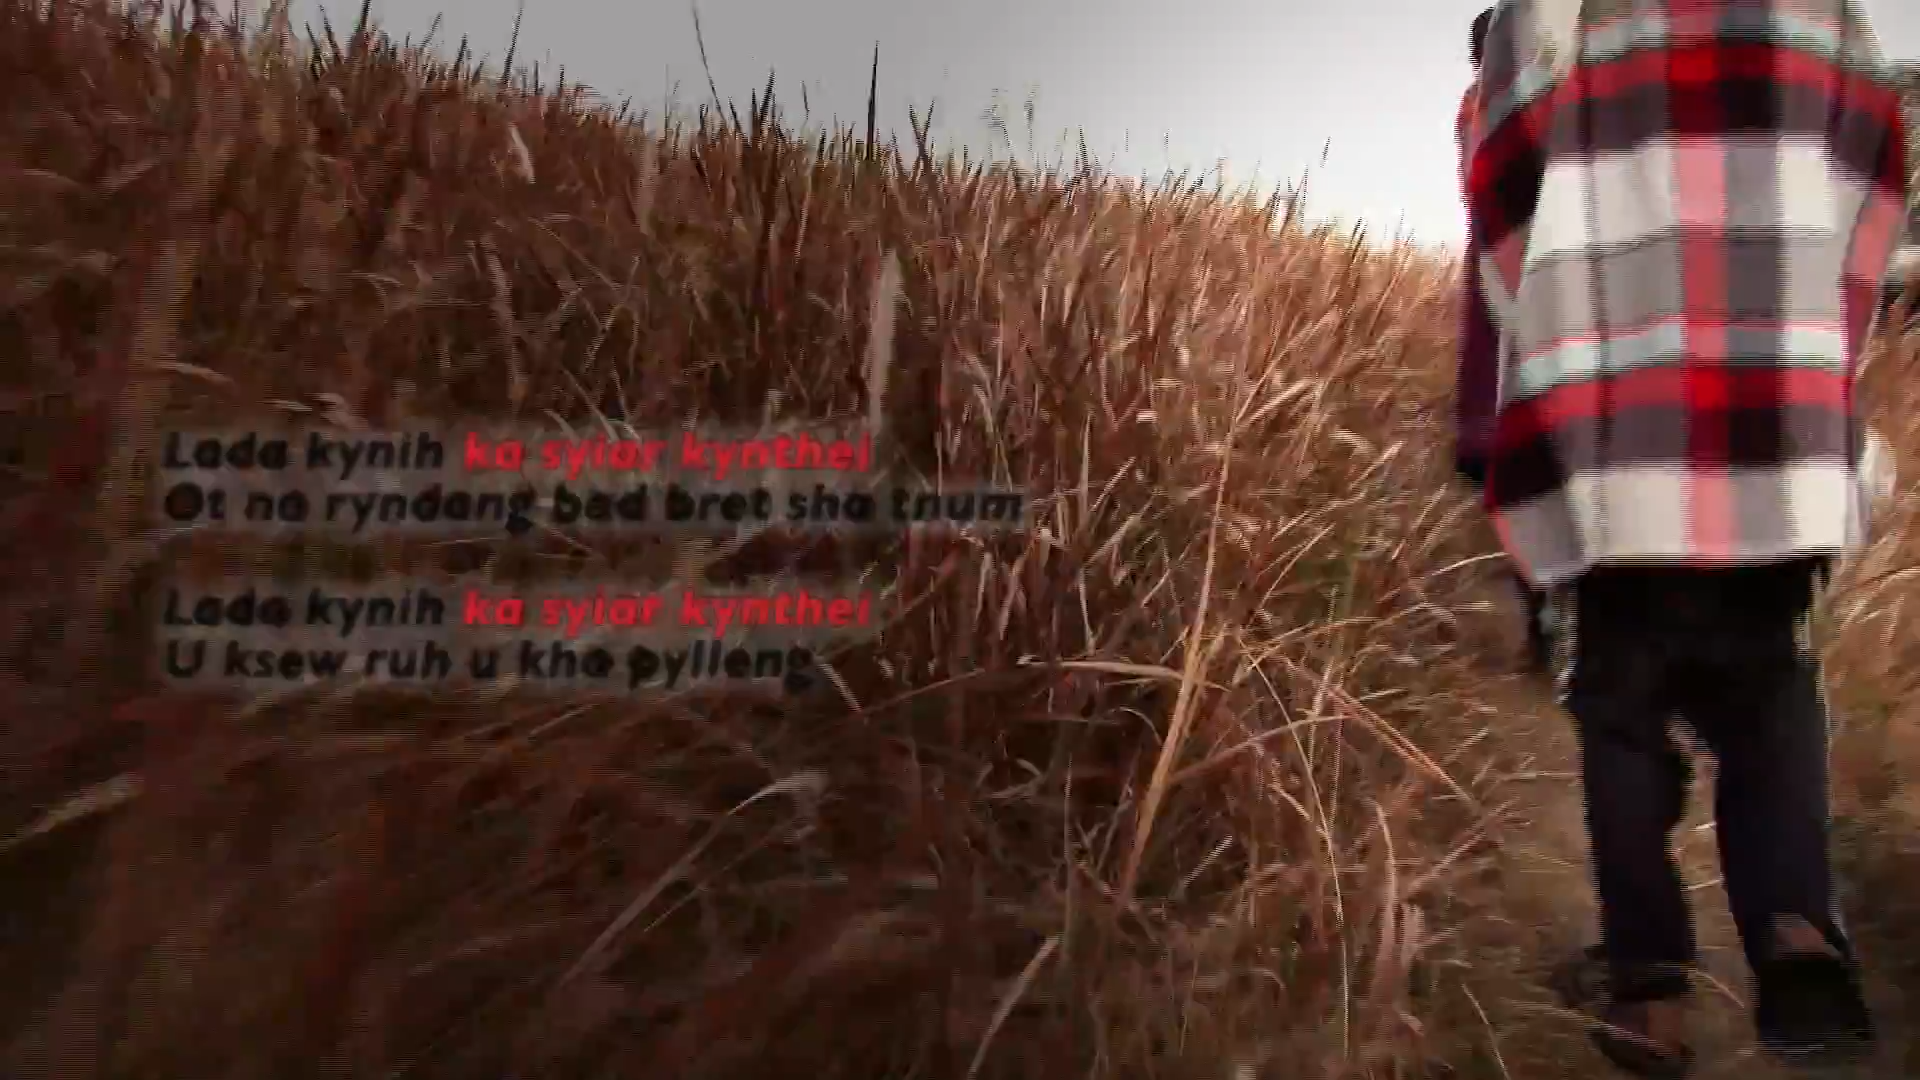 Lada kynih ka syiar kynthei
Ot na ryndang bad bret sha tnum
Lada kynih ka syiar kynthei
U ksew ruh u kha pylleng